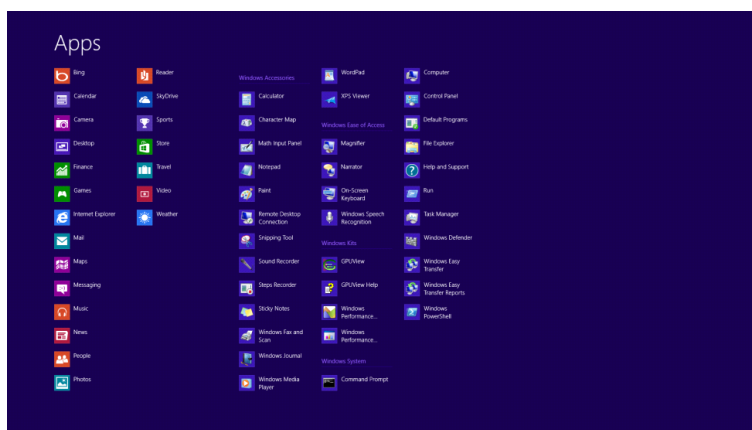 Apps
Bing
Calendar
Camera
Desktop
Finance
Games
Internet Explorer
Mail
Maps
Messaging
Music
News
People
Photos
Reader
SkyDrive
Sports
Store
Travel
Video
Weather
Windows Accessories
Calculator
Character Map
Math Input Panel
Notepad
Paint
Remote Desktop
Connection
Snipping Tool
Sound Recorder
Steps Recorder
Sticky Notes
Windows Fax and
Scan
Windows Journal
Windows Media
Player
WordPad
XPS Viewer
Windows Ease of Access
Magnifier
Narrator
On-Screen
Keyboard
Windows Speech
Recognition
Windows Kits
GPUView
GPUView Help
Windows
Performance...
Windows
Performance...
Windows System
Command Prompt
Computer
Control Panel
Default Programs
File Explorer
Help and Support
Run
Task Manager
Windows Defender
Windows Easy
Transfer
Windows Easy
Transfer Reports
Windows
PowerShell